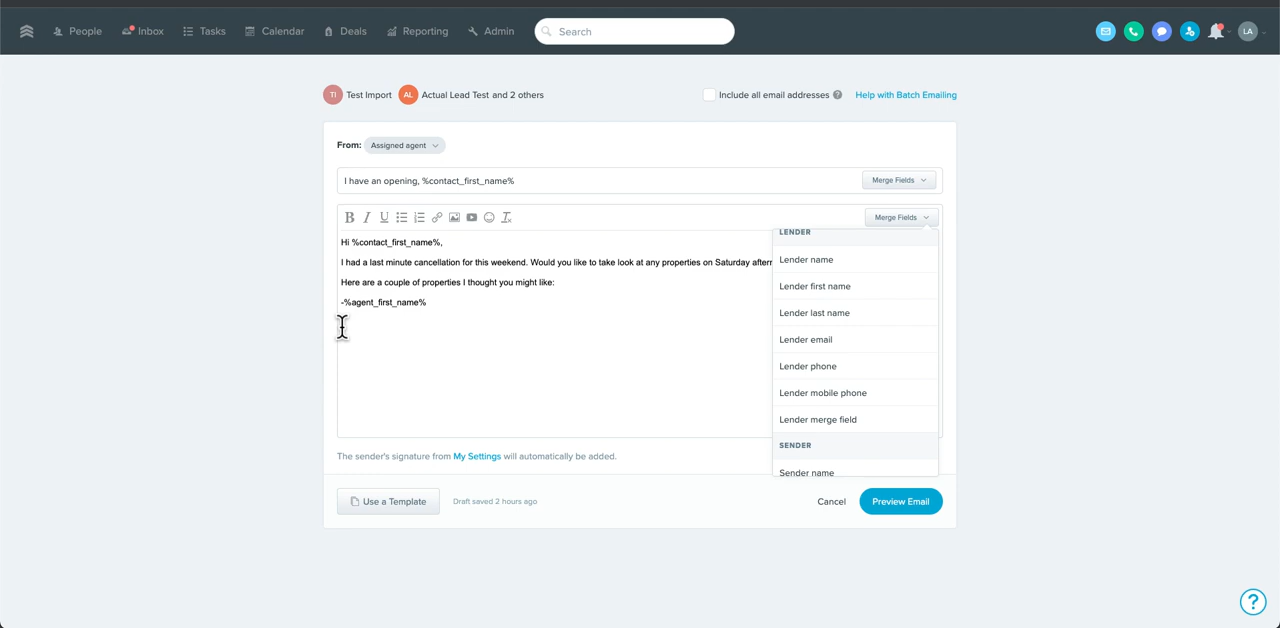 People Inbox Tasks Calendar Deals Reporting Admin Search LA
TI Test Import AL Actual Lead Test and 2 others Include all email addresses ? Help with Batch Emailing
From: Assigned agent
I have an opening, %contact_first_name% Merge Fields
B I U Merge Fields
Hi %contact_first_name%,
I had a last minute cancellation for this weekend. Would you like to take look at any properties on Saturday
Here are a couple of properties I thought you might like:
-%agent_first_name%
LENDER
Lender name
Lender first name
Lender last name
Lender email
Lender phone
Lender mobile phone
Lender merge field
SENDER
Sender name
The sender's signature from My Settings will automatically be added.
Use a Template Draft saved 2 hours ago Cancel Preview Email
?